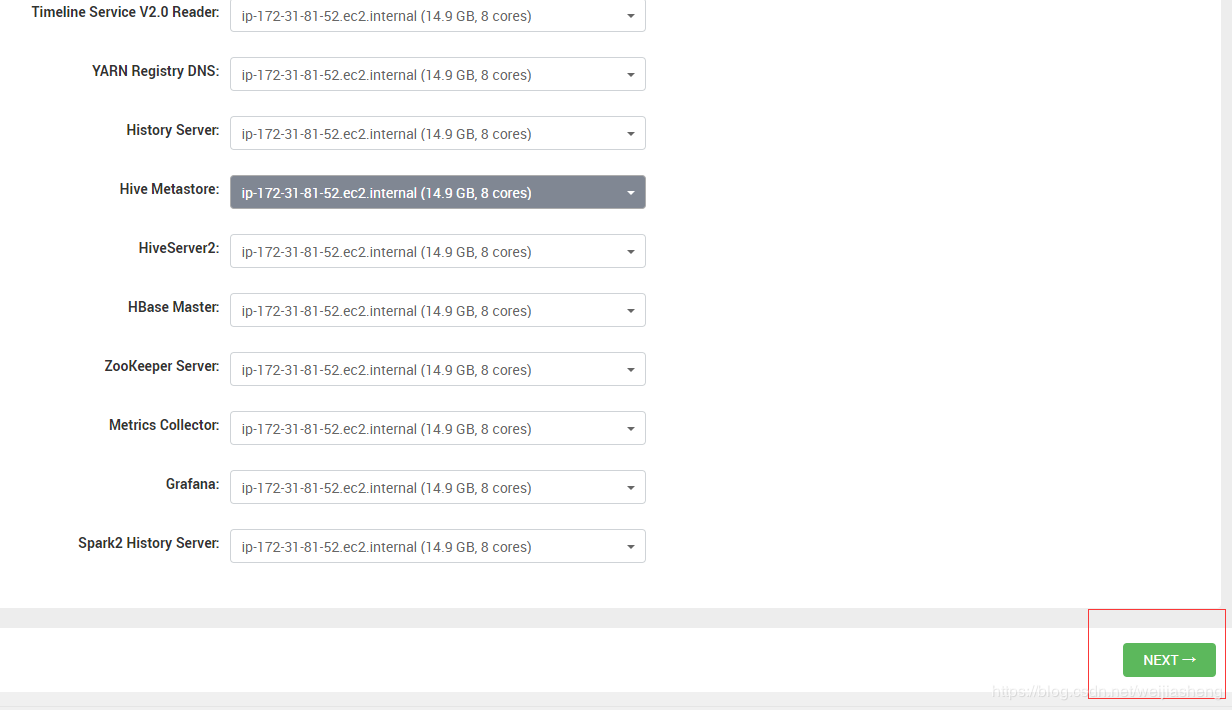 Timeline Service V2.0 Reader: ip-172-31-81-52.ec2.internal (14.9 GB, 8 cores)
YARN Registry DNS: ip-172-31-81-52.ec2.internal (14.9 GB, 8 cores)
History Server: ip-172-31-81-52.ec2.internal (14.9 GB, 8 cores)
Hive Metastore: ip-172-31-81-52.ec2.internal (14.9 GB, 8 cores)
HiveServer2: ip-172-31-81-52.ec2.internal (14.9 GB, 8 cores)
HBase Master: ip-172-31-81-52.ec2.internal (14.9 GB, 8 cores)
ZooKeeper Server: ip-172-31-81-52.ec2.internal (14.9 GB, 8 cores)
Metrics Collector: ip-172-31-81-52.ec2.internal (14.9 GB, 8 cores)
Grafana: ip-172-31-81-52.ec2.internal (14.9 GB, 8 cores)
Spark2 History Server: ip-172-31-81-52.ec2.internal (14.9 GB, 8 cores)
NEXT →
https://blog.csdn.net/weijiasheng